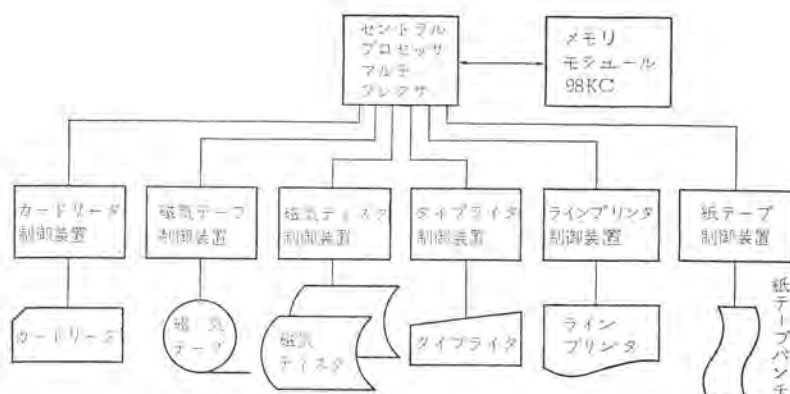 セントラル
プロセッサ
マルチ
プレクサ
メモリ
モジュール
98KC
カードリーダ
制御装置
磁気テープ
制御装置
磁気ディスク
制御装置
タイプライタ
制御装置
ラインプリンタ
制御装置
紙テープ
制御装置
カードリーダ
磁気
テープ
磁気
ディスク
タイプライタ
ライン
プリンタ
紙テープパンチ